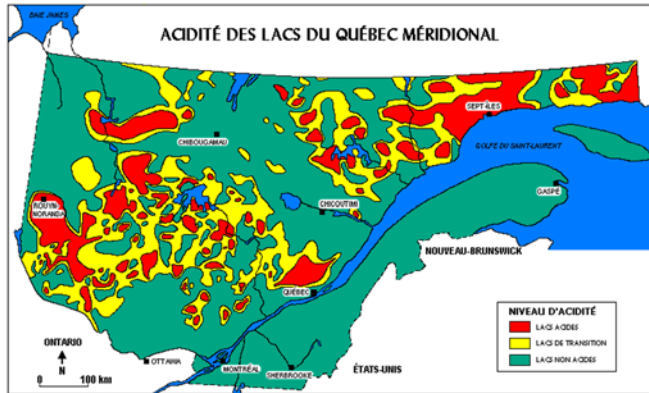 BAIE JAMES
ACIDITÉ DES LACS DU QUÉBEC MÉRIDIONAL
SEPT-ÎLES
CHIBOUGAMAU
GOLFE DU SAINT-LAURENT
ROUYN-
NORANDA
CHICOUTIMI
GASPÉ
NOUVEAU-BRUNSWICK
QUÉBEC
NIVEAU D'ACIDITÉ
LACS ACIDES
LACS DE TRANSITION
LACS NON ACIDES
ONTARIO
N
OTTAWA
MONTRÉAL
SHERBROOKE
ÉTATS-UNIS
0 100 km